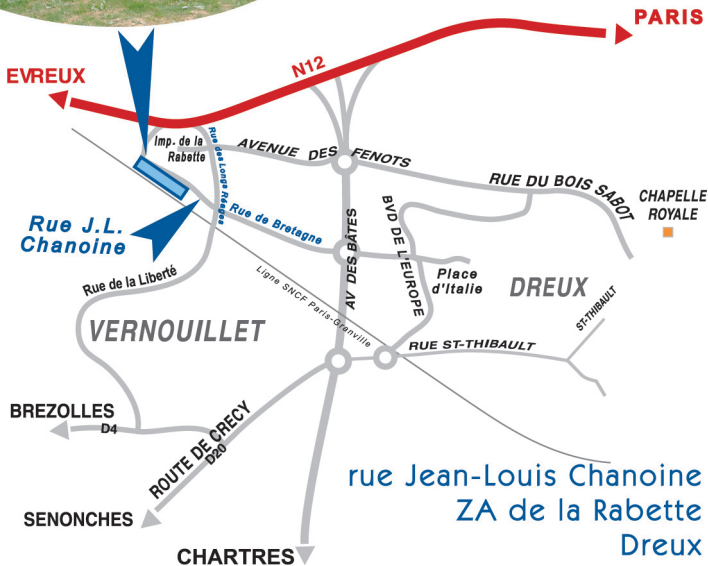 PARIS
N12
EVREUX
Imp. de la
Rabette
AVENUE DES FENOTS
Rue des Longs Réages
RUE DU BOIS SABOT
CHAPELLE
ROYALE
Rue J.L.
Chanoine
Rue de Bretagne
AV DES BÂTES
BVD DE L'EUROPE
Place
d'Italie
DREUX
Rue de la Liberté
Ligne SNCF Paris-Granville
ST-THIBAULT
VERNOUILLET
RUE ST-THIBAULT
BREZOLLES
D4
ROUTE DE CRECY
D20
SENONCHES
CHARTRES
rue Jean-Louis Chanoine
ZA de la Rabette
Dreux